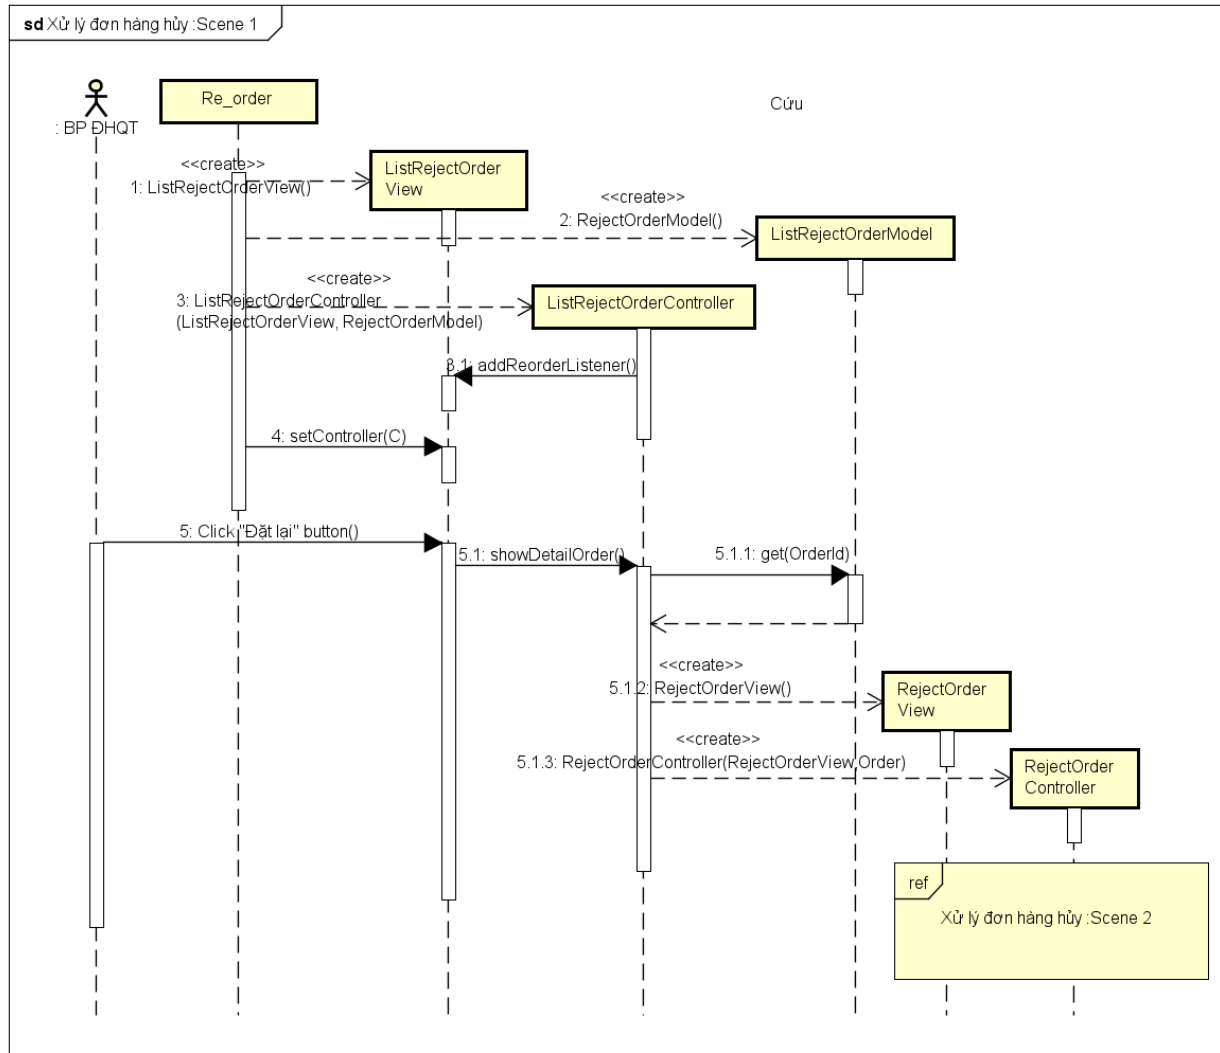 sd Xử lý đơn hàng hủy :Scene 1
: BP ĐHQT
Re_order
Cứu
<<create>>
1: ListRejectOrderView()
ListRejectOrder
View
<<create>>
2: RejectOrderModel()
ListRejectOrderModel
<<create>>
3: ListRejectOrderController
(ListRejectOrderView, RejectOrderModel)
ListRejectOrderController
3.1: addReorderListener()
4: setController(C)
5: Click "Đặt lại" button()
5.1: showDetailOrder()
5.1.1: get(OrderId)
<<create>>
5.1.2: RejectOrderView()
RejectOrder
View
<<create>>
5.1.3: RejectOrderController(RejectOrderView,Order)
RejectOrder
Controller
ref
Xử lý đơn hàng hủy :Scene 2